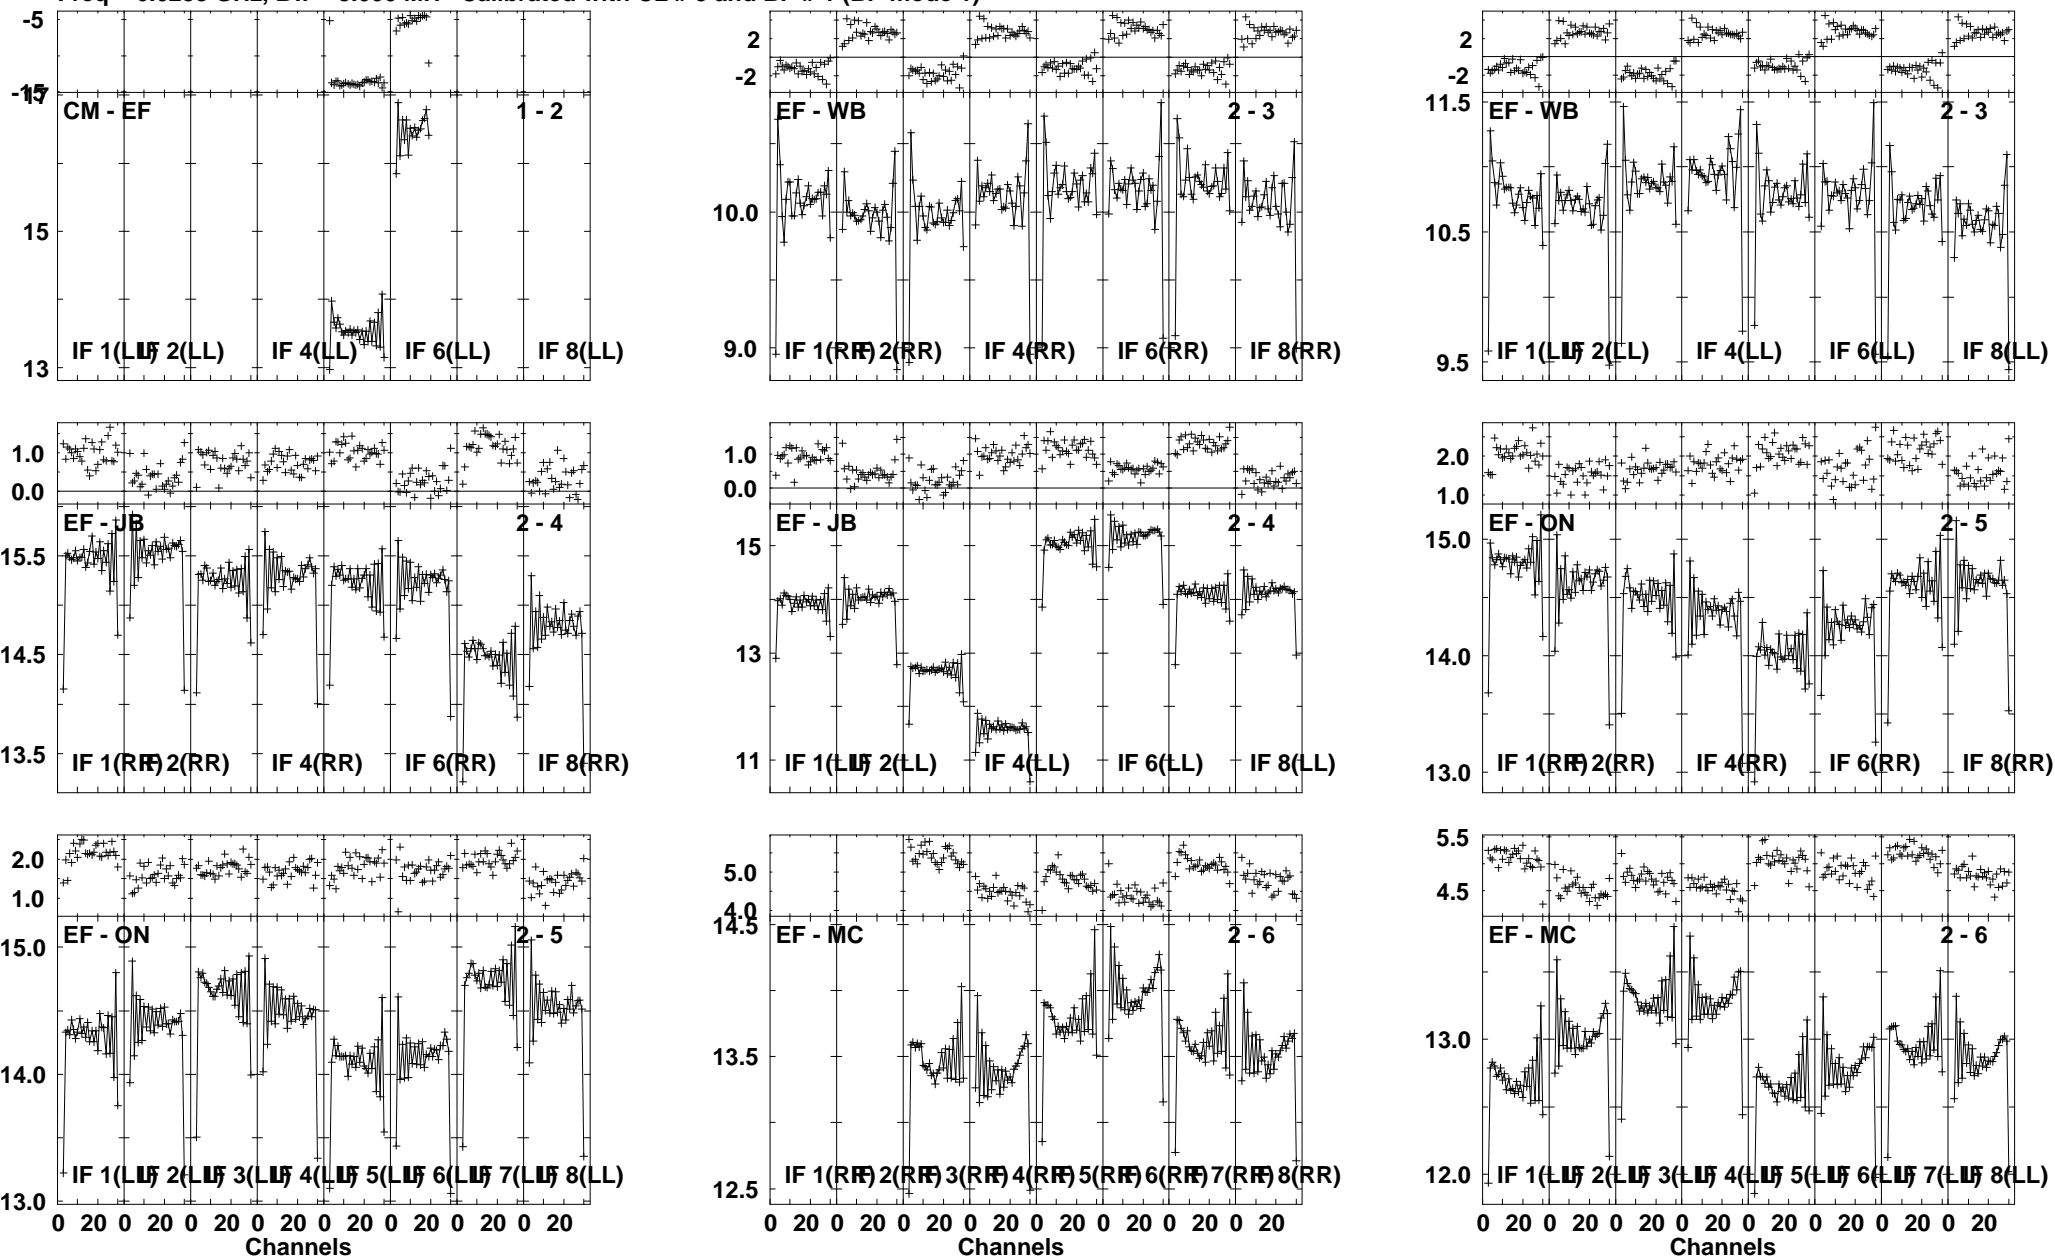 -5
-15
17
15
13
CM - EF 1 - 2
IF 1(LL) IF 2(LL) IF 4(LL) IF 6(LL) IF 8(LL)
2
-2
10.0
9.0
EF - WB 2 - 3
IF 1(RR) IF 2(RR) IF 4(RR) IF 6(RR) IF 8(RR)
2
-2
11.5
10.5
9.5
EF - WB 2 - 3
IF 1(LL) IF 2(LL) IF 4(LL) IF 6(LL) IF 8(LL)
1.0
0.0
15.5
14.5
13.5
EF - JB 2 - 4
IF 1(RR) IF 2(RR) IF 4(RR) IF 6(RR) IF 8(RR)
1.0
0.0
15
13
11
EF - JB 2 - 4
IF 1(LL) IF 2(LL) IF 4(LL) IF 6(LL) IF 8(LL)
2.0
1.0
15.0
14.0
13.0
EF - ON 2 - 5
IF 1(RR) IF 2(RR) IF 4(RR) IF 6(RR) IF 8(RR)
2.0
1.0
15.0
14.0
13.0
EF - ON 2 - 5
IF 1(LL) IF 2(LL) IF 3(LL) IF 4(LL) IF 5(LL) IF 6(LL) IF 7(LL) IF 8(LL)
0 20 0 20 0 20 0 20 0 20 0 20 0 20 0 20
Channels
5.0
4.0
14.5
13.5
12.5
EF - MC 2 - 6
IF 1(RR) IF 2(RR) IF 3(RR) IF 4(RR) IF 5(RR) IF 6(RR) IF 7(RR) IF 8(RR)
0 20 0 20 0 20 0 20 0 20 0 20 0 20 0 20
Channels
5.5
4.5
13.0
12.0
EF - MC 2 - 6
IF 1(LL) IF 2(LL) IF 3(LL) IF 4(LL) IF 5(LL) IF 6(LL) IF 7(LL) IF 8(LL)
0 20 0 20 0 20 0 20 0 20 0 20 0 20 0 20
Channels